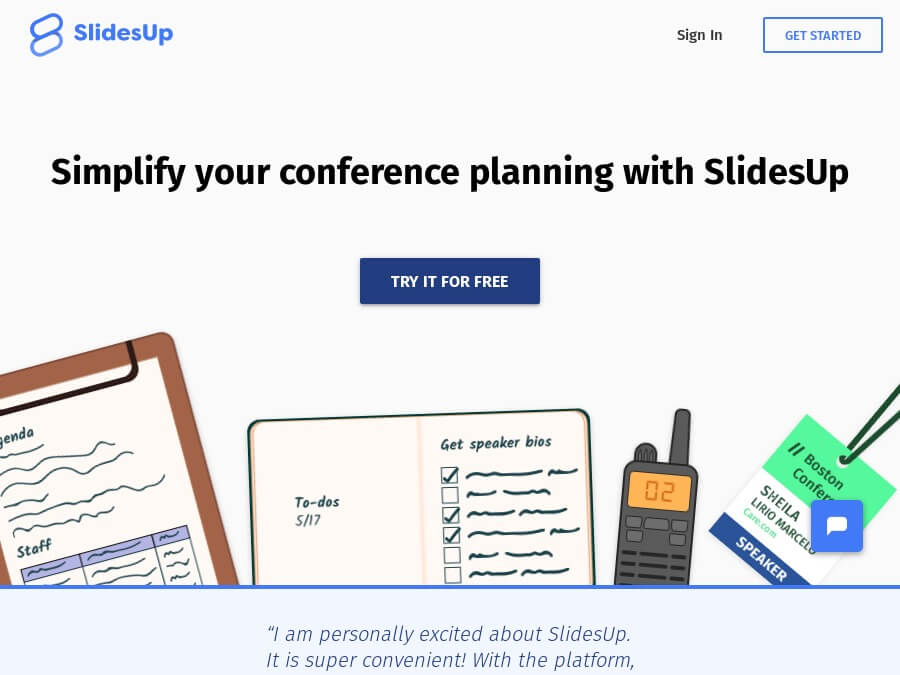 SlidesUp
Sign In
GET STARTED
Simplify your conference planning with SlidesUp
TRY IT FOR FREE
genda
Staff
To-dos
5/17
Get speaker bios
02
// Boston
Confere
SHEILA
LIRIO MARCELO
Care.com
SPEAKER
“I am personally excited about SlidesUp.
It is super convenient! With the platform,